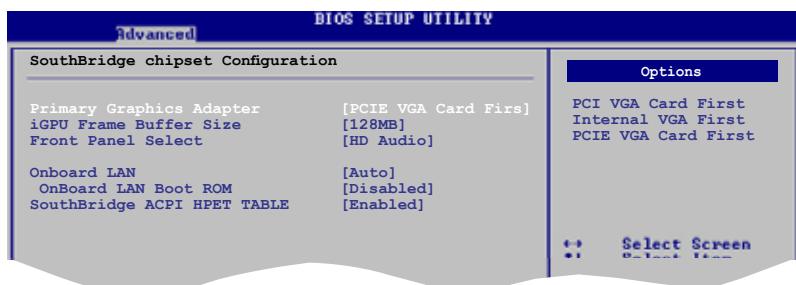 BIOS SETUP UTILITY
Advanced
SouthBridge chipset Configuration
Primary Graphics Adapter [PCIE VGA Card Firs]
iGPU Frame Buffer Size [128MB]
Front Panel Select [HD Audio]
Onboard LAN [Auto]
OnBoard LAN Boot ROM [Disabled]
SouthBridge ACPI HPET TABLE [Enabled]
Options
PCI VGA Card First
Internal VGA First
PCIE VGA Card First
↔ Select Screen